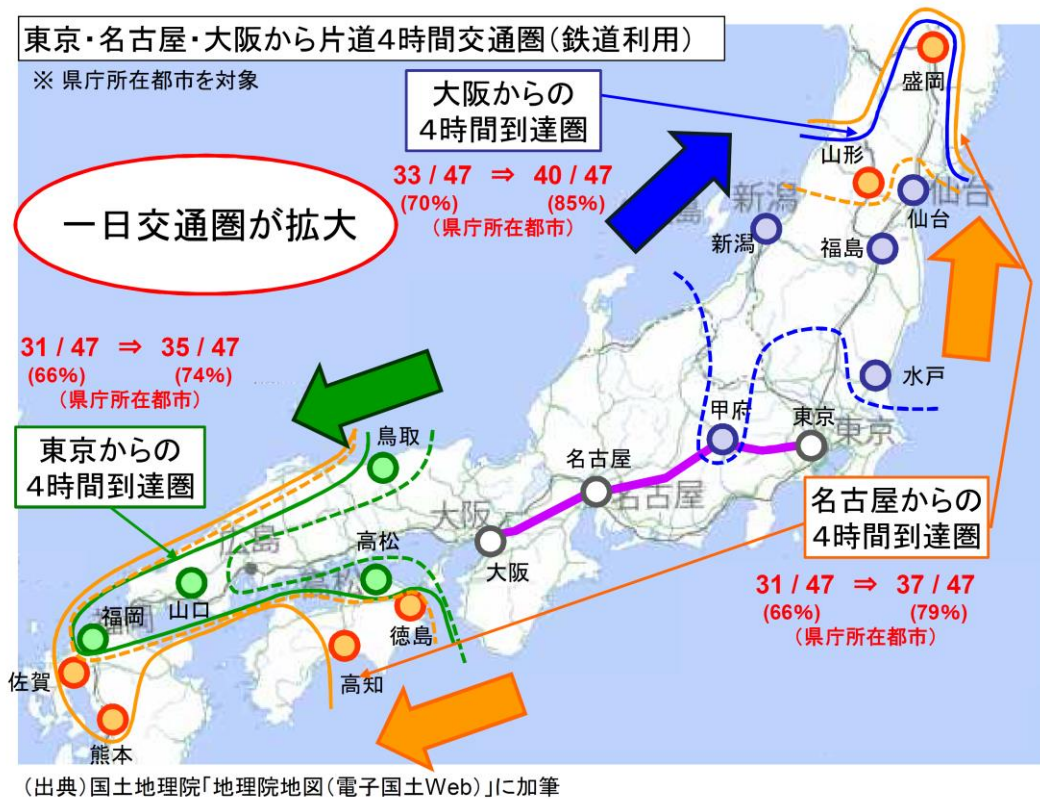 東京・名古屋・大阪から片道4時間交通圏(鉄道利用)
※ 県庁所在都市を対象
大阪からの
4時間到達圏
33 / 47 ⇒ 40 / 47
(70%) (85%)
(県庁所在都市)
一日交通圏が拡大
31 / 47 ⇒ 35 / 47
(66%) (74%)
(県庁所在都市)
東京からの
4時間到達圏
盛岡
山形
仙台
仙台
新潟
新潟
福島
水戸
甲府
東京
東京
名古屋
名古屋
大阪
大阪
鳥取
広島
高松
高松
山口
福岡
福岡
徳島
高知
佐賀
熊本
名古屋からの
4時間到達圏
31 / 47 ⇒ 37 / 47
(66%) (79%)
(県庁所在都市)
(出典)国土地理院「地理院地図(電子国土Web)」に加筆